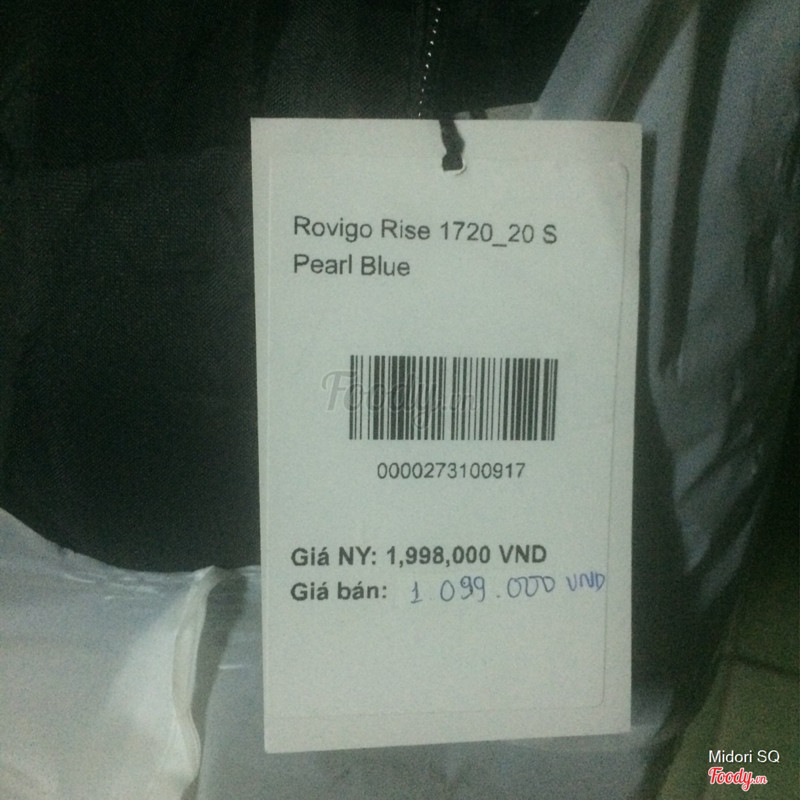 Rovigo Rise 1720_20 S
Pearl Blue
Foody.vn
0000273100917
Giá NY: 1,998,000 VND
Giá bán: 1 099.000 VND
Midori SQ
Foody.vn